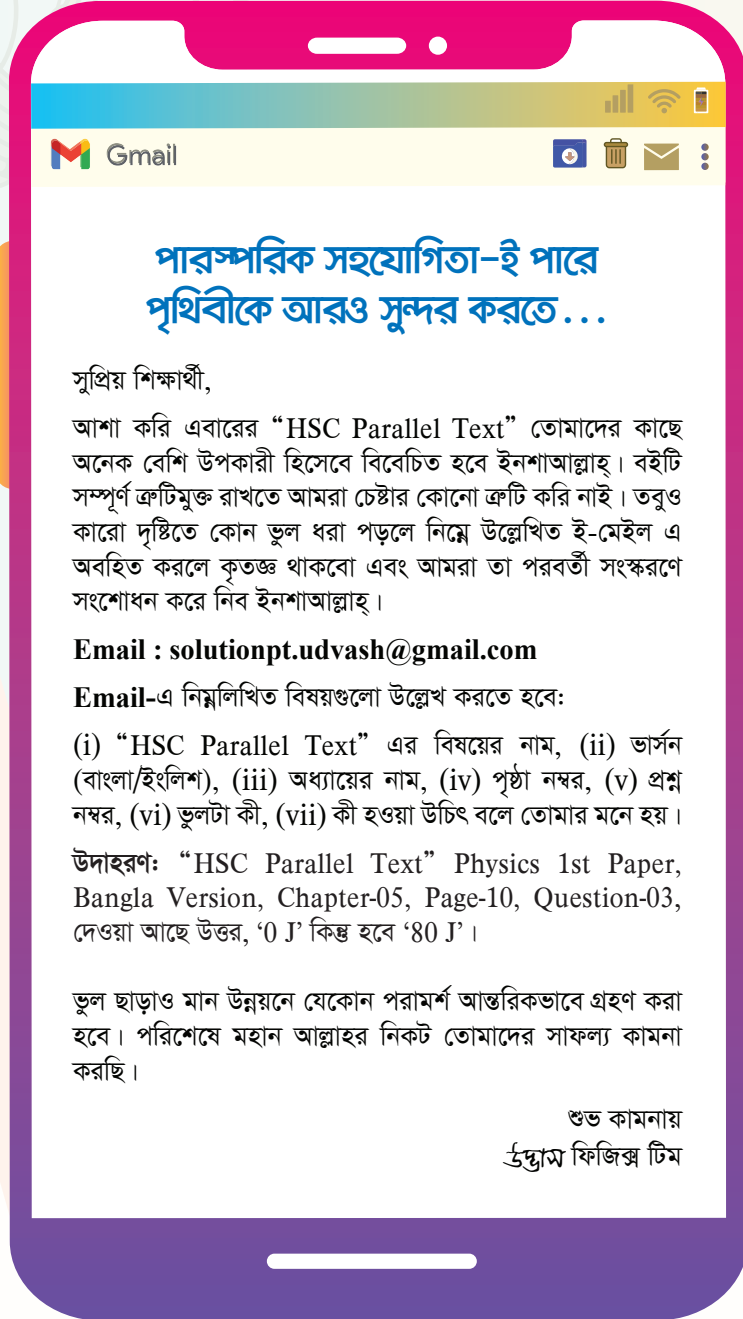 Gmail
পারস্পরিক সহযোগিতা-ই পারে
পৃথিবীকে আরও সুন্দর করতে...
সুপ্রিয় শিক্ষার্থী,
আশা করি এবারের “HSC Parallel Text” তোমাদের কাছে
অনেক বেশি উপকারী হিসেবে বিবেচিত হবে ইনশাআল্লাহ্। বইটি
সম্পূর্ণ ত্রুটিমুক্ত রাখতে আমরা চেষ্টার কোনো ত্রুটি করি নাই। তবুও
কারো দৃষ্টিতে কোন ভুল ধরা পড়লে নিম্নে উল্লেখিত ই-মেইল এ
অবহিত করলে কৃতজ্ঞ থাকবো এবং আমরা তা পরবর্তী সংস্করণে
সংশোধন করে নিব ইনশাআল্লাহ্।
Email : solutionpt.udvash@gmail.com
Email-এ নিম্নলিখিত বিষয়গুলো উল্লেখ করতে হবে:
(i) “HSC Parallel Text” এর বিষয়ের নাম, (ii) ভার্সন
(বাংলা/ইংলিশ), (iii) অধ্যায়ের নাম, (iv) পৃষ্ঠা নম্বর, (v) প্রশ্ন
নম্বর, (vi) ভুলটা কী, (vii) কী হওয়া উচিৎ বলে তোমার মনে হয়।
উদাহরণ: “HSC Parallel Text” Physics 1st Paper,
Bangla Version, Chapter-05, Page-10, Question-03,
দেওয়া আছে উত্তর, ‘0 J’ কিন্তু হবে ‘80 J’।
ভুল ছাড়াও মান উন্নয়নে যেকোন পরামর্শ আন্তরিকভাবে গ্রহণ করা
হবে। পরিশেষে মহান আল্লাহর নিকট তোমাদের সাফল্য কামনা
করছি।
শুভ কামনায়
উদ্ভাস ফিজিক্স টিম